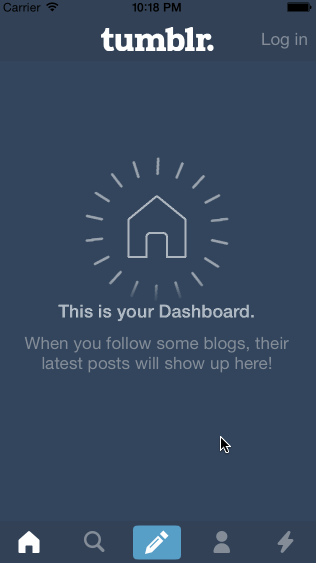 Carrier 10:18 PM
tumblr. Log in
This is your Dashboard.
When you follow some blogs, their
latest posts will show up here!